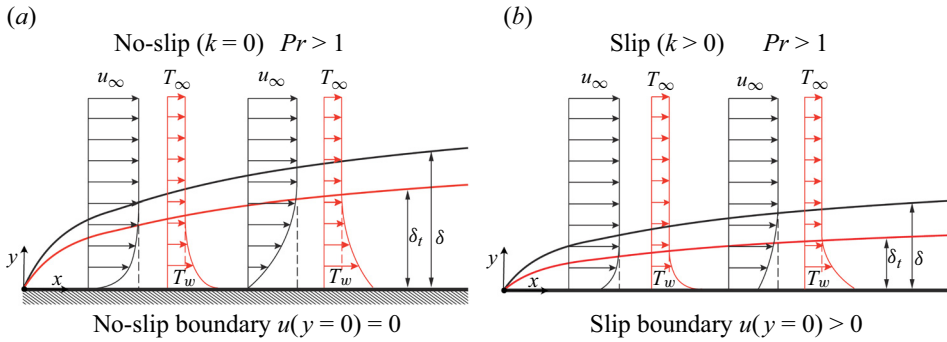 (a)
No-slip (k = 0) Pr > 1
u∞ T∞ u∞ T∞
δt δ
y
x
Tw Tw
No-slip boundary u(y = 0) = 0
(b)
Slip (k > 0) Pr > 1
u∞ T∞ u∞ T∞
δt δ
y
x
Tw Tw
Slip boundary u(y = 0) > 0